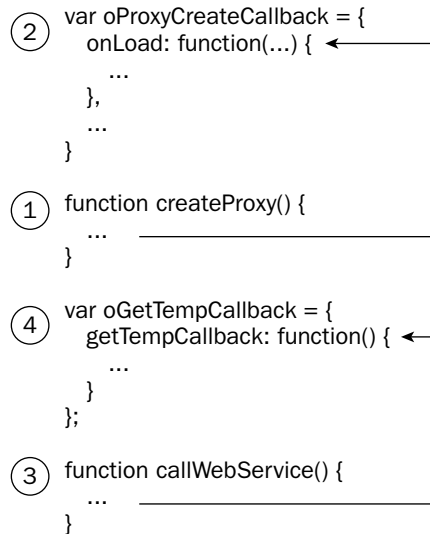 2 var oProxyCreateCallback = {
onLoad: function(...) {
...
},
...
}
1 function createProxy() {
...
}
4 var oGetTempCallback = {
getTempCallback: function() {
...
}
};
3 function callWebService() {
...
}